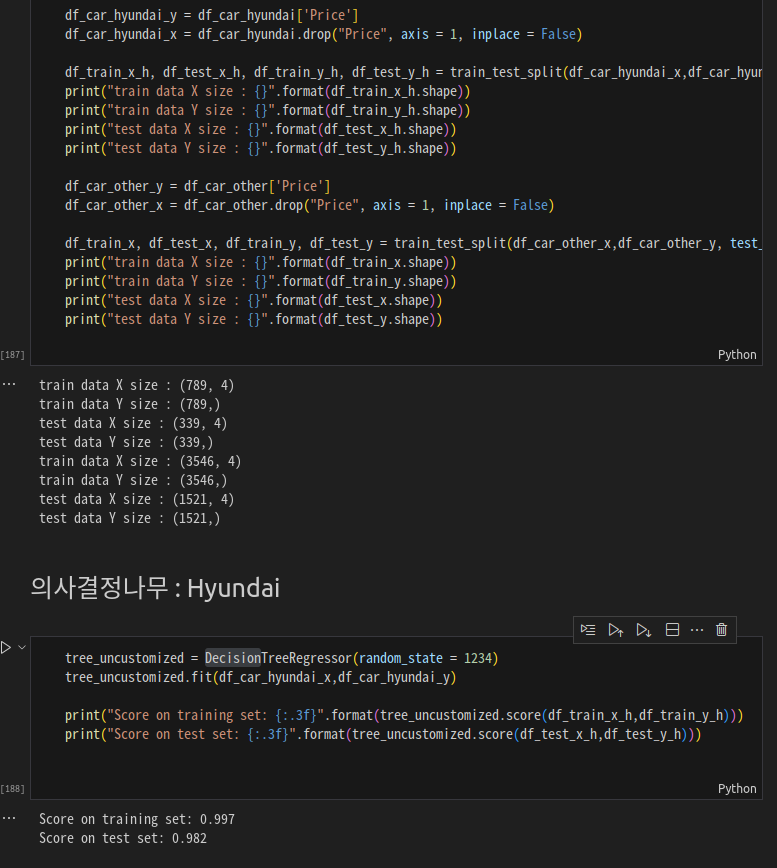 df_car_hyundai_y = df_car_hyundai['Price']
df_car_hyundai_x = df_car_hyundai.drop("Price", axis = 1, inplace = False)
df_train_x_h, df_test_x_h, df_train_y_h, df_test_y_h = train_test_split(df_car_hyundai_x,df_car_hyun
print("train data X size : {}".format(df_train_x_h.shape))
print("train data Y size : {}".format(df_train_y_h.shape))
print("test data X size : {}".format(df_test_x_h.shape))
print("test data Y size : {}".format(df_test_y_h.shape))
df_car_other_y = df_car_other['Price']
df_car_other_x = df_car_other.drop("Price", axis = 1, inplace = False)
df_train_x, df_test_x, df_train_y, df_test_y = train_test_split(df_car_other_x,df_car_other_y, test_
print("train data X size : {}".format(df_train_x.shape))
print("train data Y size : {}".format(df_train_y.shape))
print("test data X size : {}".format(df_test_x.shape))
print("test data Y size : {}".format(df_test_y.shape))
[187]
Python
train data X size : (789, 4)
train data Y size : (789,)
test data X size : (339, 4)
test data Y size : (339,)
train data X size : (3546, 4)
train data Y size : (3546,)
test data X size : (1521, 4)
test data Y size : (1521,)
의사결정나무 : Hyundai
tree_uncustomized = DecisionTreeRegressor(random_state = 1234)
tree_uncustomized.fit(df_car_hyundai_x,df_car_hyundai_y)
print("Score on training set: {:.3f}".format(tree_uncustomized.score(df_train_x_h,df_train_y_h)))
print("Score on test set: {:.3f}".format(tree_uncustomized.score(df_test_x_h,df_test_y_h)))
[188]
Python
Score on training set: 0.997
Score on test set: 0.982